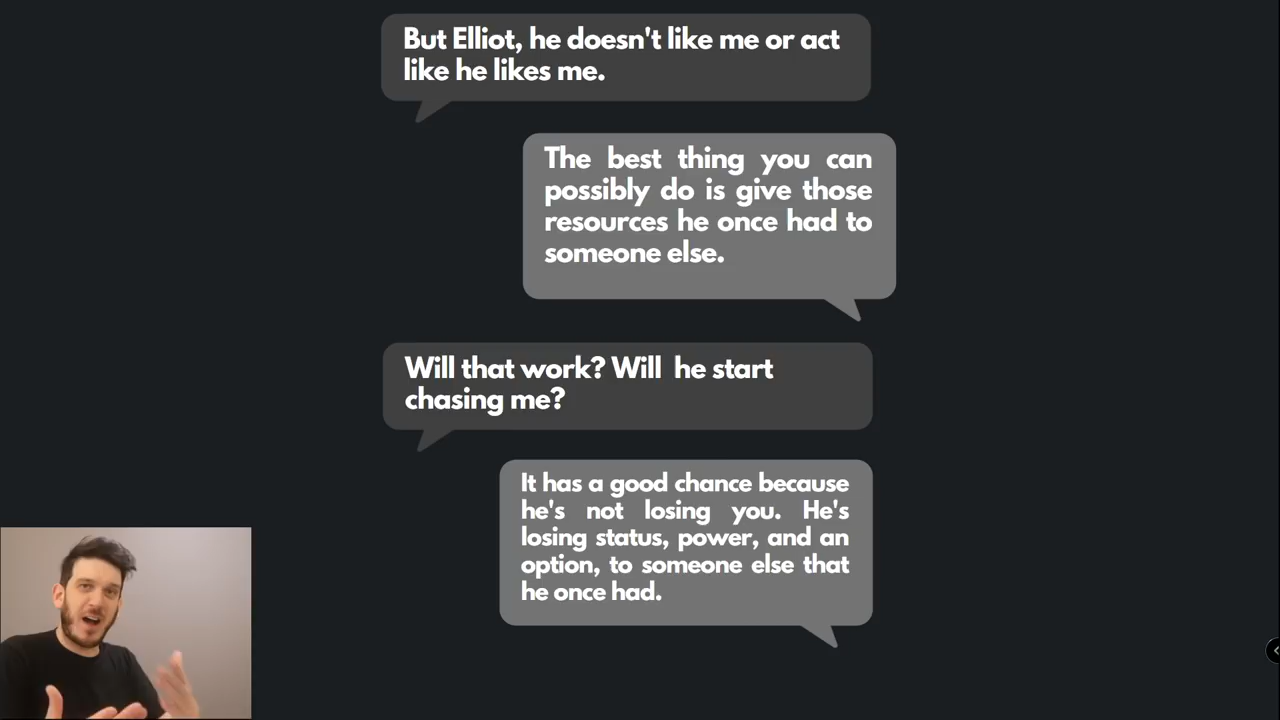 But Elliot, he doesn't like me or act
like he likes me.
The best thing you can
possibly do is give those
resources he once had to
someone else.
Will that work? Will he start
chasing me?
It has a good chance because
he's not losing you. He's
losing status, power, and an
option, to someone else that
he once had.